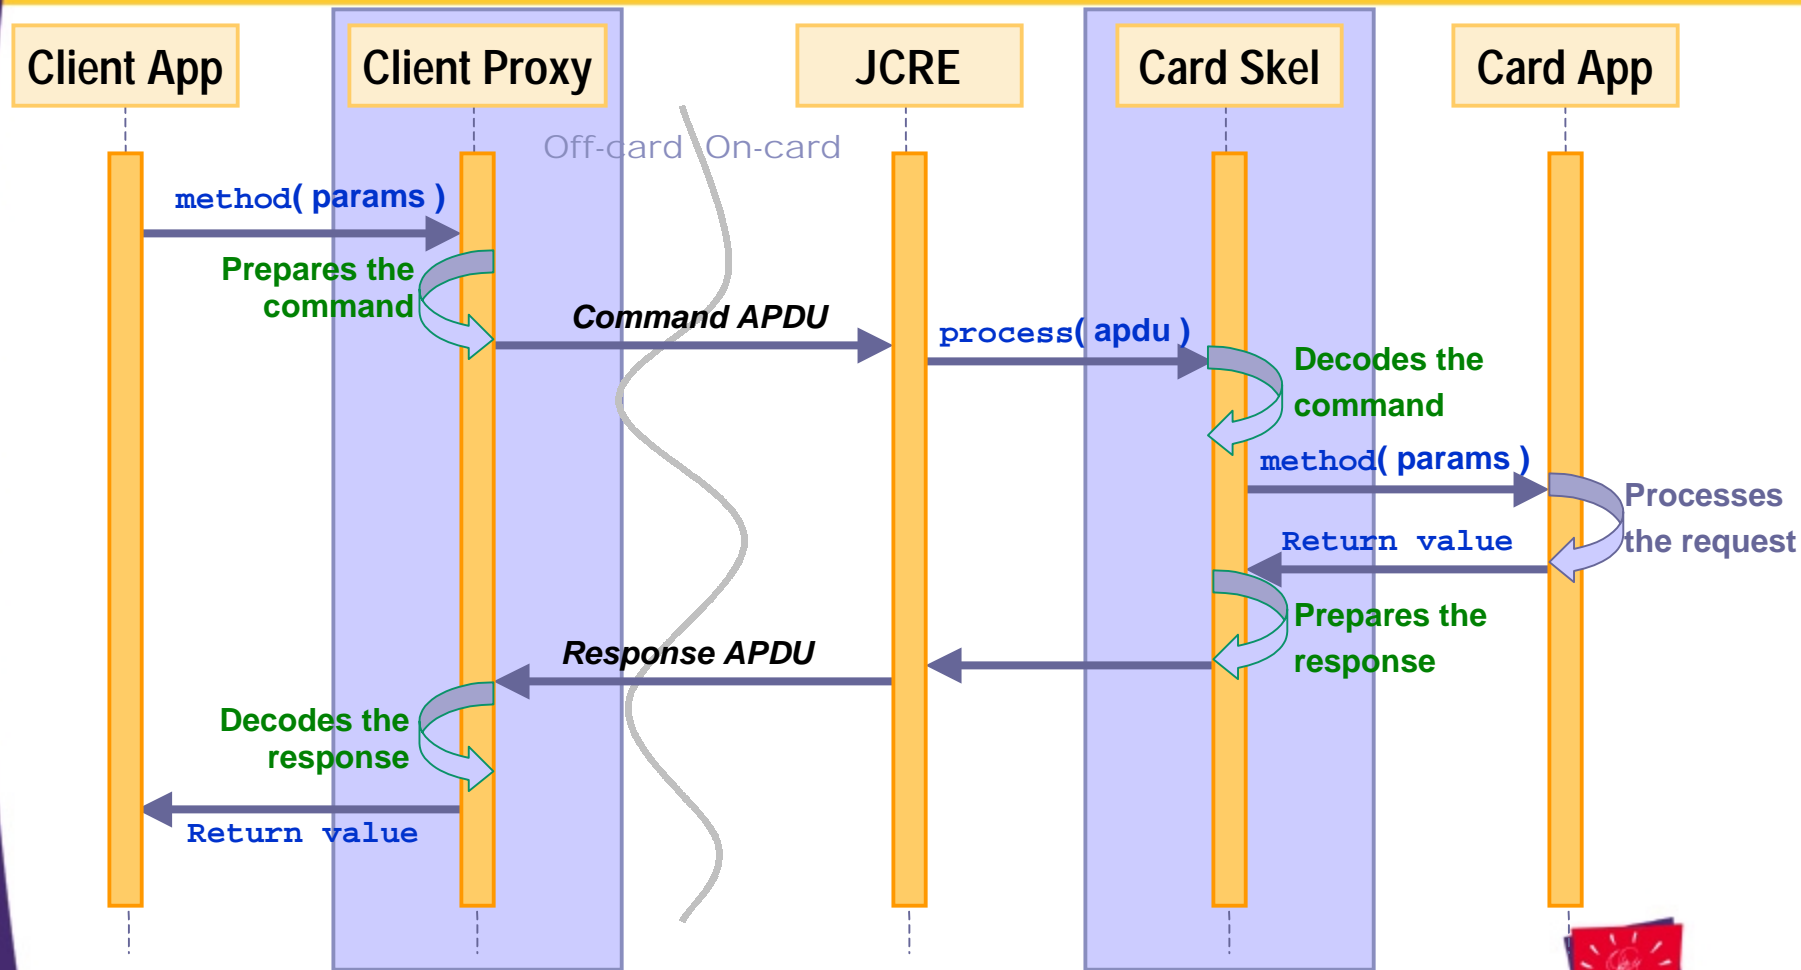 Client App
Client Proxy
JCRE
Card Skel
Card App
Off-card On-card
method( params )
Prepares the
command
Command APDU
process( apdu )
Decodes the
command
method( params )
Processes
the request
Return value
Prepares the
response
Response APDU
Decodes the
response
Return value